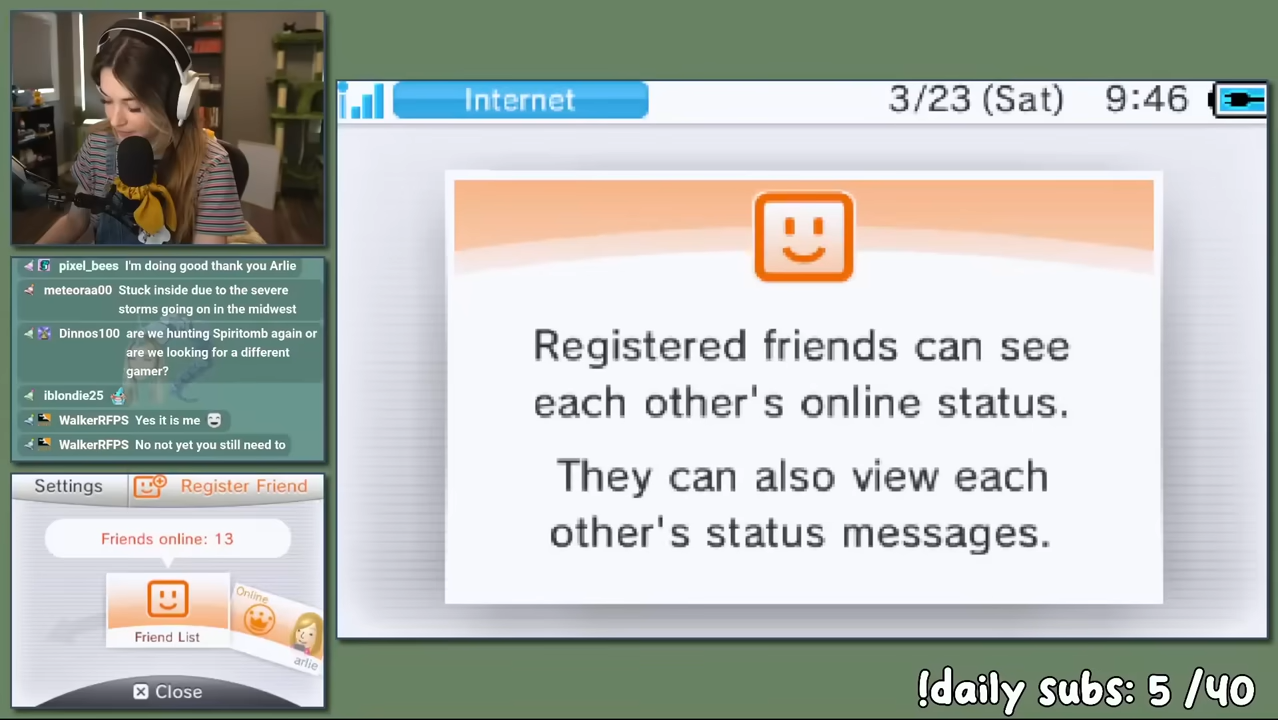 Internet
3/23 (Sat) 9:46
Registered friends can see
each other's online status.
They can also view each
other's status messages.
pixel_bees I'm doing good thank you Arlie
meteoraa00 Stuck inside due to the severe
storms going on in the midwest
Dinnos100 are we hunting Spiritomb again or
are we looking for a different
gamer?
iblondie25
WalkerRFPS Yes it is me
WalkerRFPS No not yet you still need to
Settings
Register Friend
Friends online: 13
Friend List
Online
arlie
X Close
!daily subs: 5 /40